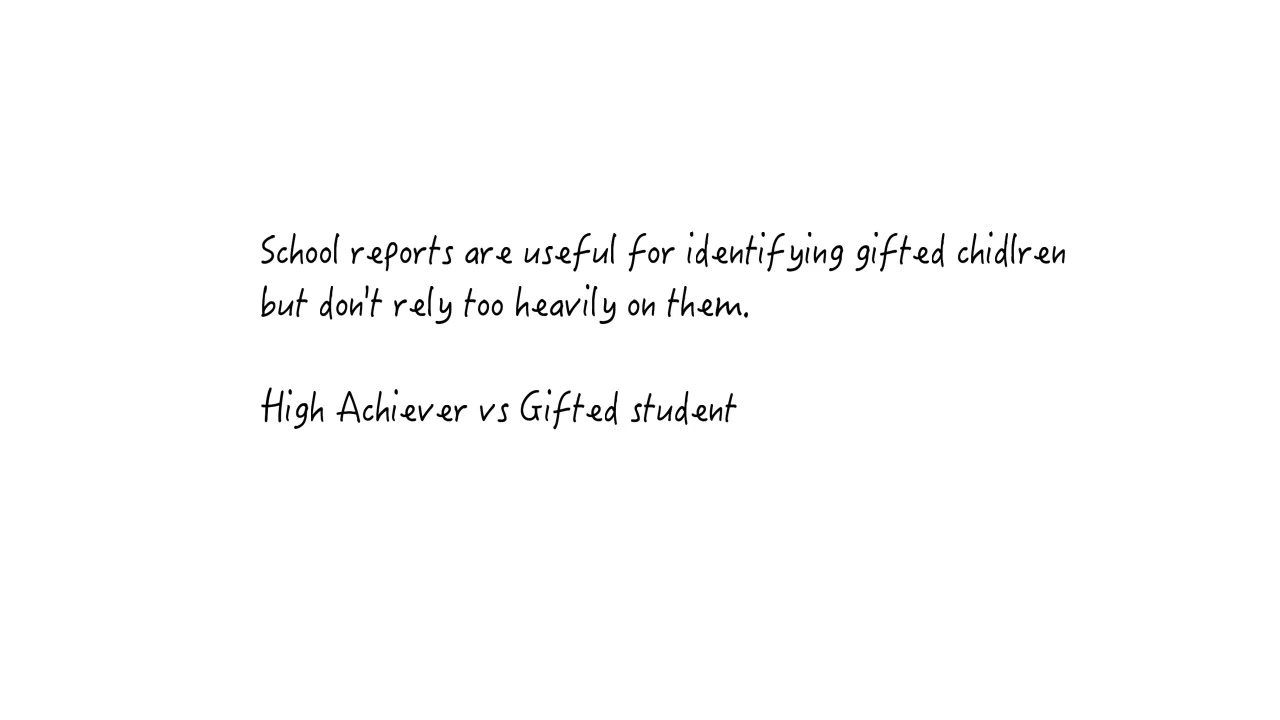 School reports are useful for identifying gifted chidlren
but don't rely too heavily on them.
High Achiever vs Gifted student